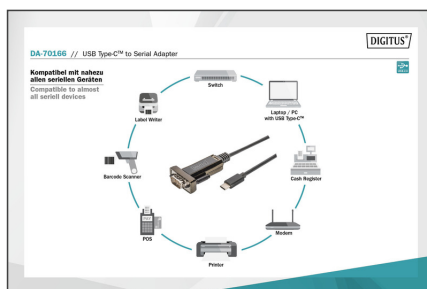 DIGITUS®
DA-70166 // USB Type-C™ to Serial Adapter
Kompatibel mit nahezu
allen seriellen Geräten
Compatible to almost
all seriell devices
Switch
Label Writer
Laptop / PC
with USB Type-C™
Barcode Scanner
Cash Register
POS
Modem
Printer